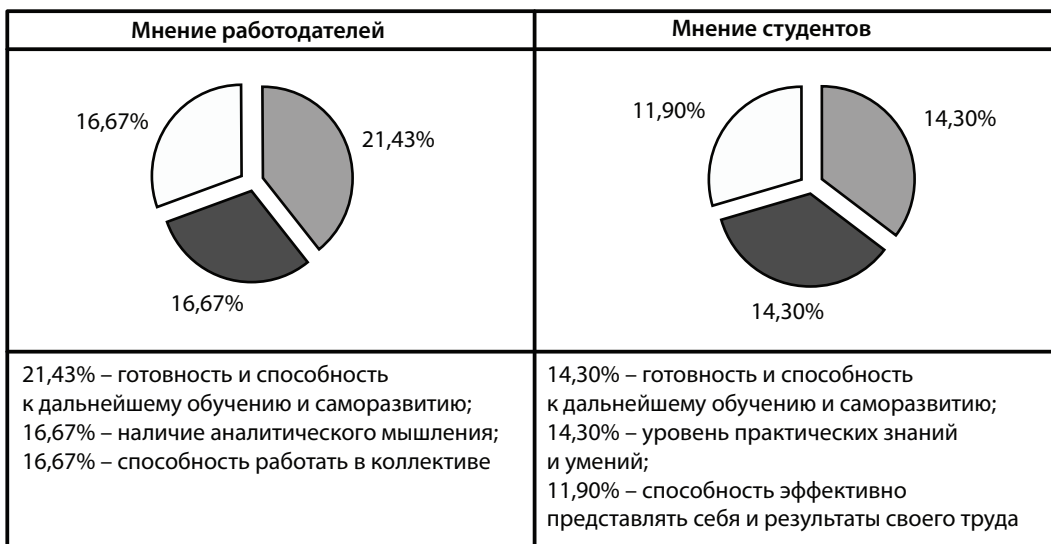 Мнение работодателей
16,67%
21,43%
16,67%
21,43% – готовность и способность
к дальнейшему обучению и саморазвитию;
16,67% – наличие аналитического мышления;
16,67% – способность работать в коллективе
Мнение студентов
11,90%
14,30%
14,30%
14,30% – готовность и способность
к дальнейшему обучению и саморазвитию;
14,30% – уровень практических знаний
и умений;
11,90% – способность эффективно
представлять себя и результаты своего труда